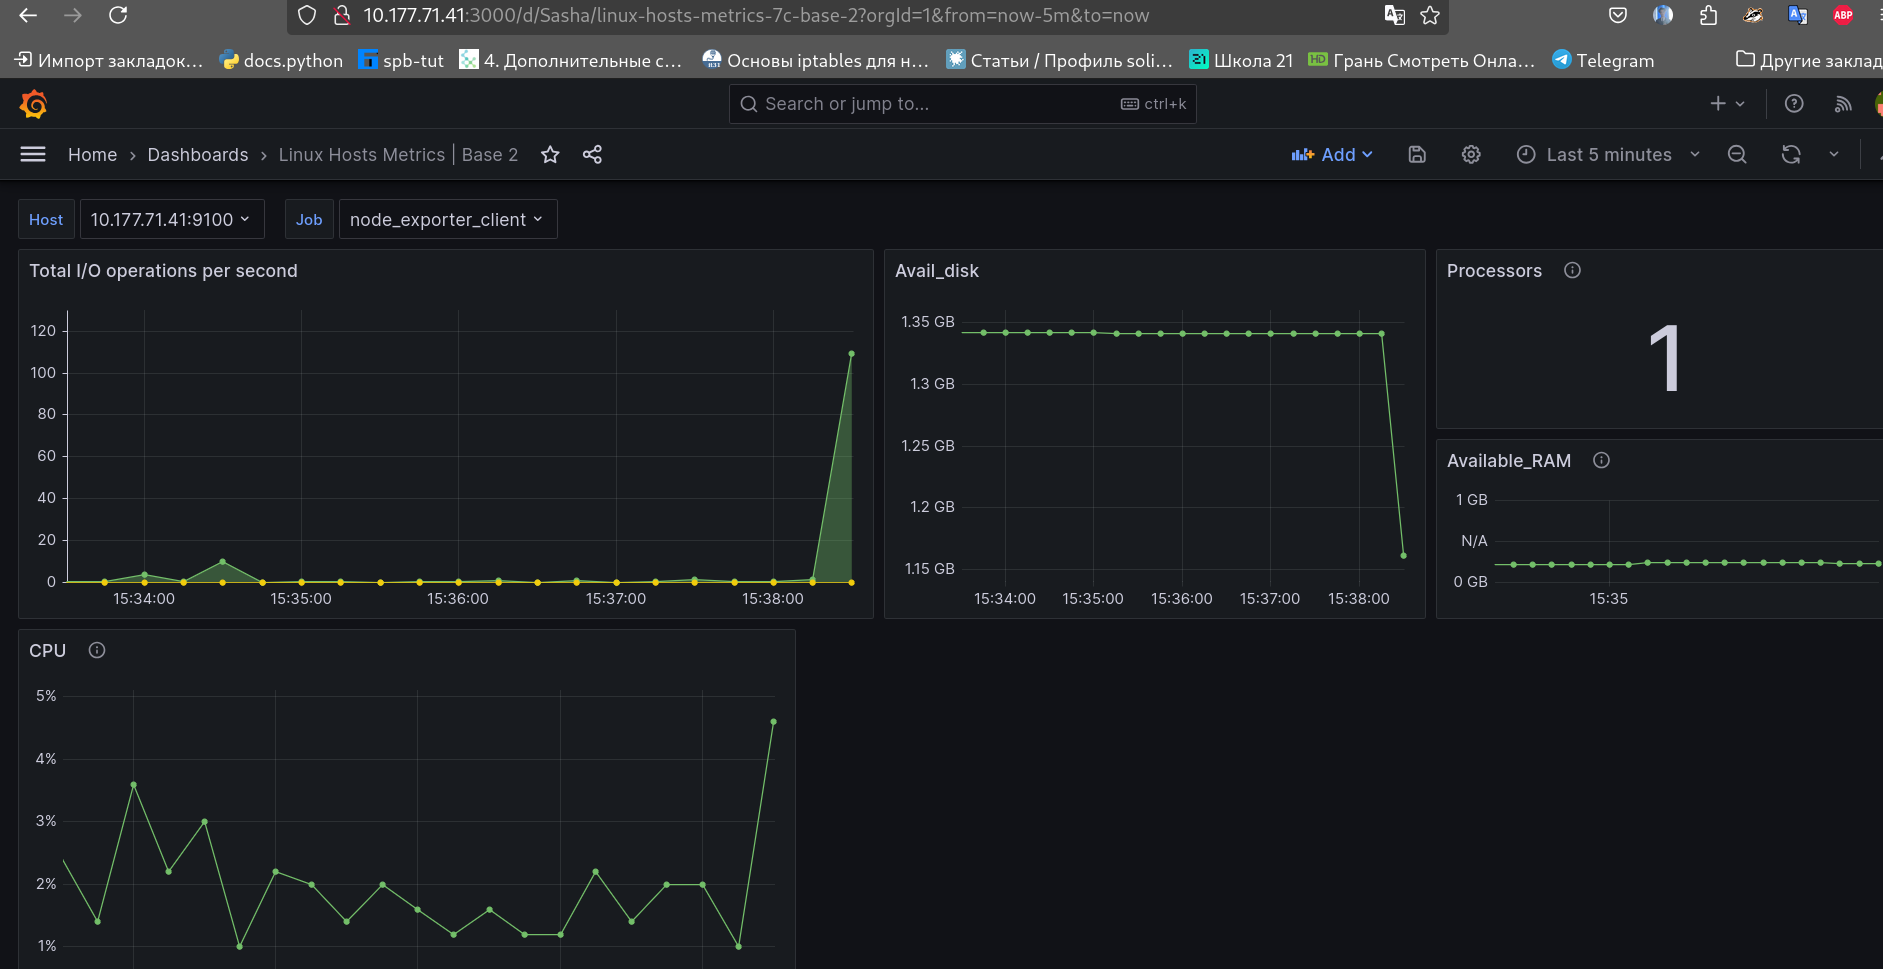 10.177.71.41:3000/d/Sasha/linux-hosts-metrics-7c-base-2?orgId=1&from=now-5m&to=now
ABP
Импорт закладок… docs.python spb-tut 4. Дополнительные с… Основы iptables для н… Статьи / Профиль soli… 21 Школа 21 HD Грань Смотреть Онла… Telegram Другие заклад
Search or jump to... ctrl+k
Home › Dashboards › Linux Hosts Metrics | Base 2 Add Last 5 minutes
Host 10.177.71.41:9100 Job node_exporter_client
Total I/O operations per second
120
100
80
60
40
20
0
15:34:00 15:35:00 15:36:00 15:37:00 15:38:00
Avail_disk
1.35 GB
1.3 GB
1.25 GB
1.2 GB
1.15 GB
15:34:00 15:35:00 15:36:00 15:37:00 15:38:00
Processors
1
Available_RAM
1 GB
N/A
0 GB
15:35
CPU
5%
4%
3%
2%
1%